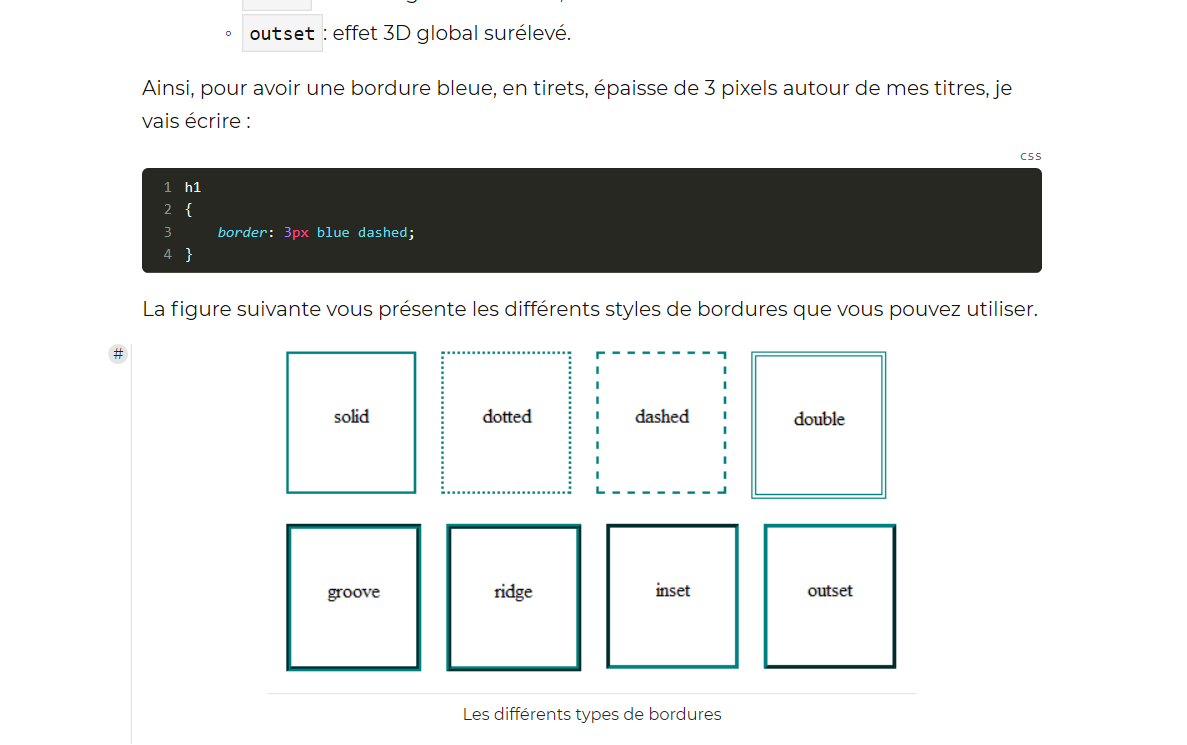 outset : effet 3D global surélevé.
Ainsi, pour avoir une bordure bleue, en tirets, épaisse de 3 pixels autour de mes titres, je
vais écrire :
CSS
1 h1
2 {
3     border: 3px blue dashed;
4 }
La figure suivante vous présente les différents styles de bordures que vous pouvez utiliser.
#
solid dotted dashed double
groove ridge inset outset
Les différents types de bordures